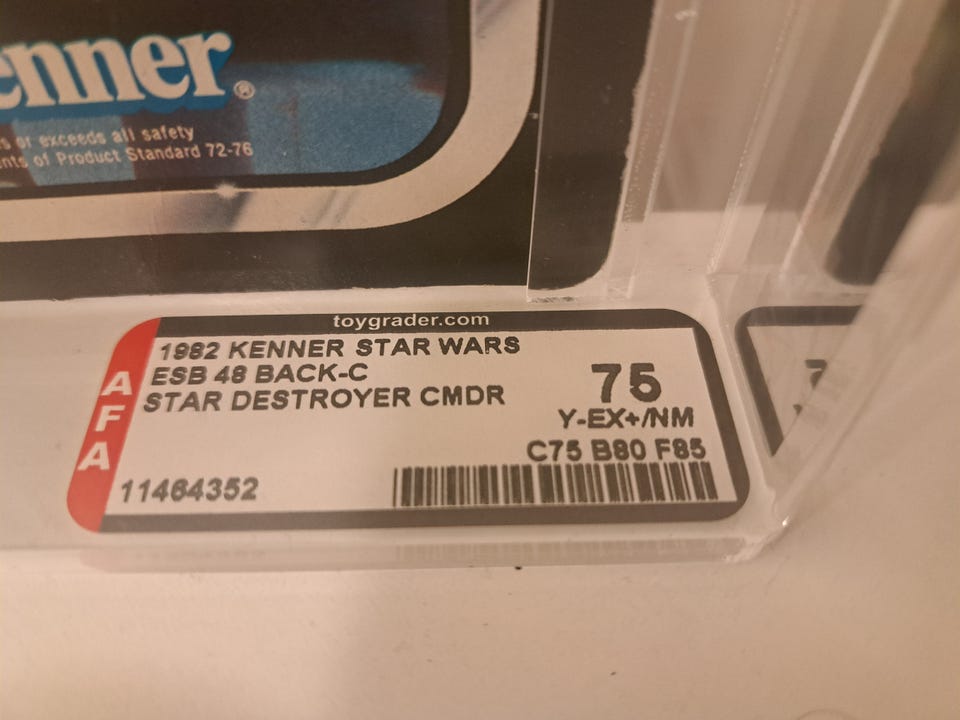 enner®
s or exceeds all safety
nts of Product Standard 72-76
toygrader.com
1982 KENNER STAR WARS
ESB 48 BACK-C
STAR DESTROYER CMDR
75
Y-EX+/NM
C75 B80 F85
AFA
11464352